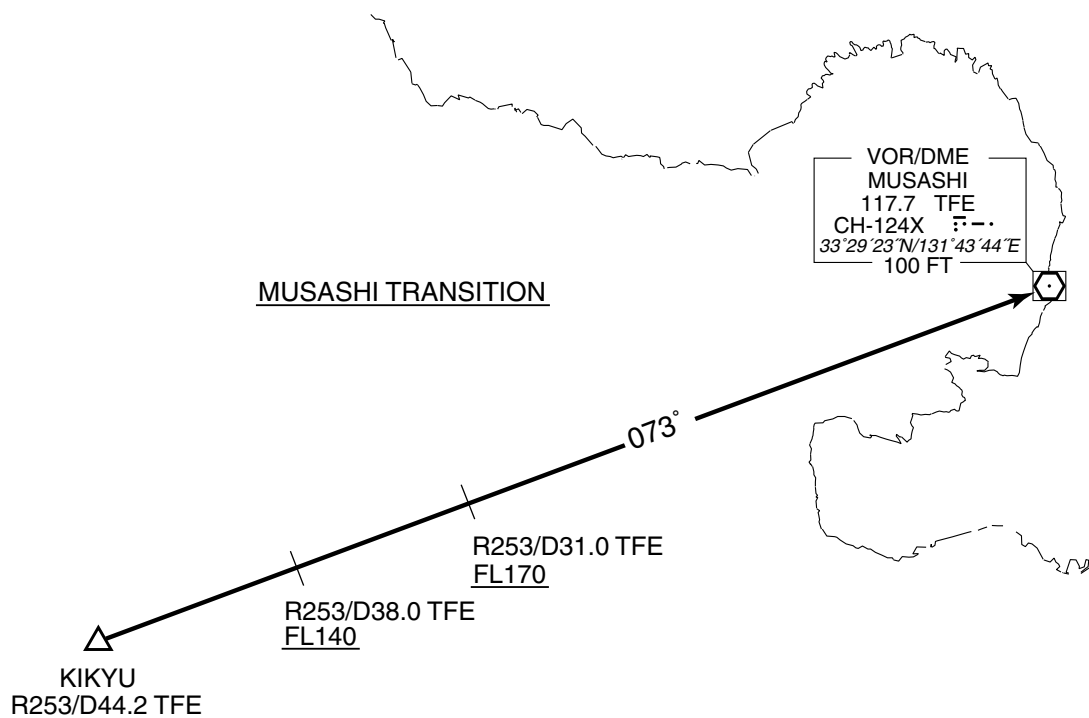 VOR/DME
MUSASHI
117.7 TFE
CH-124X
33°29′23″N/131°43′44″E
100 FT
MUSASHI TRANSITION
073°
R253/D31.0 TFE
FL170
R253/D38.0 TFE
FL140
KIKYU
R253/D44.2 TFE